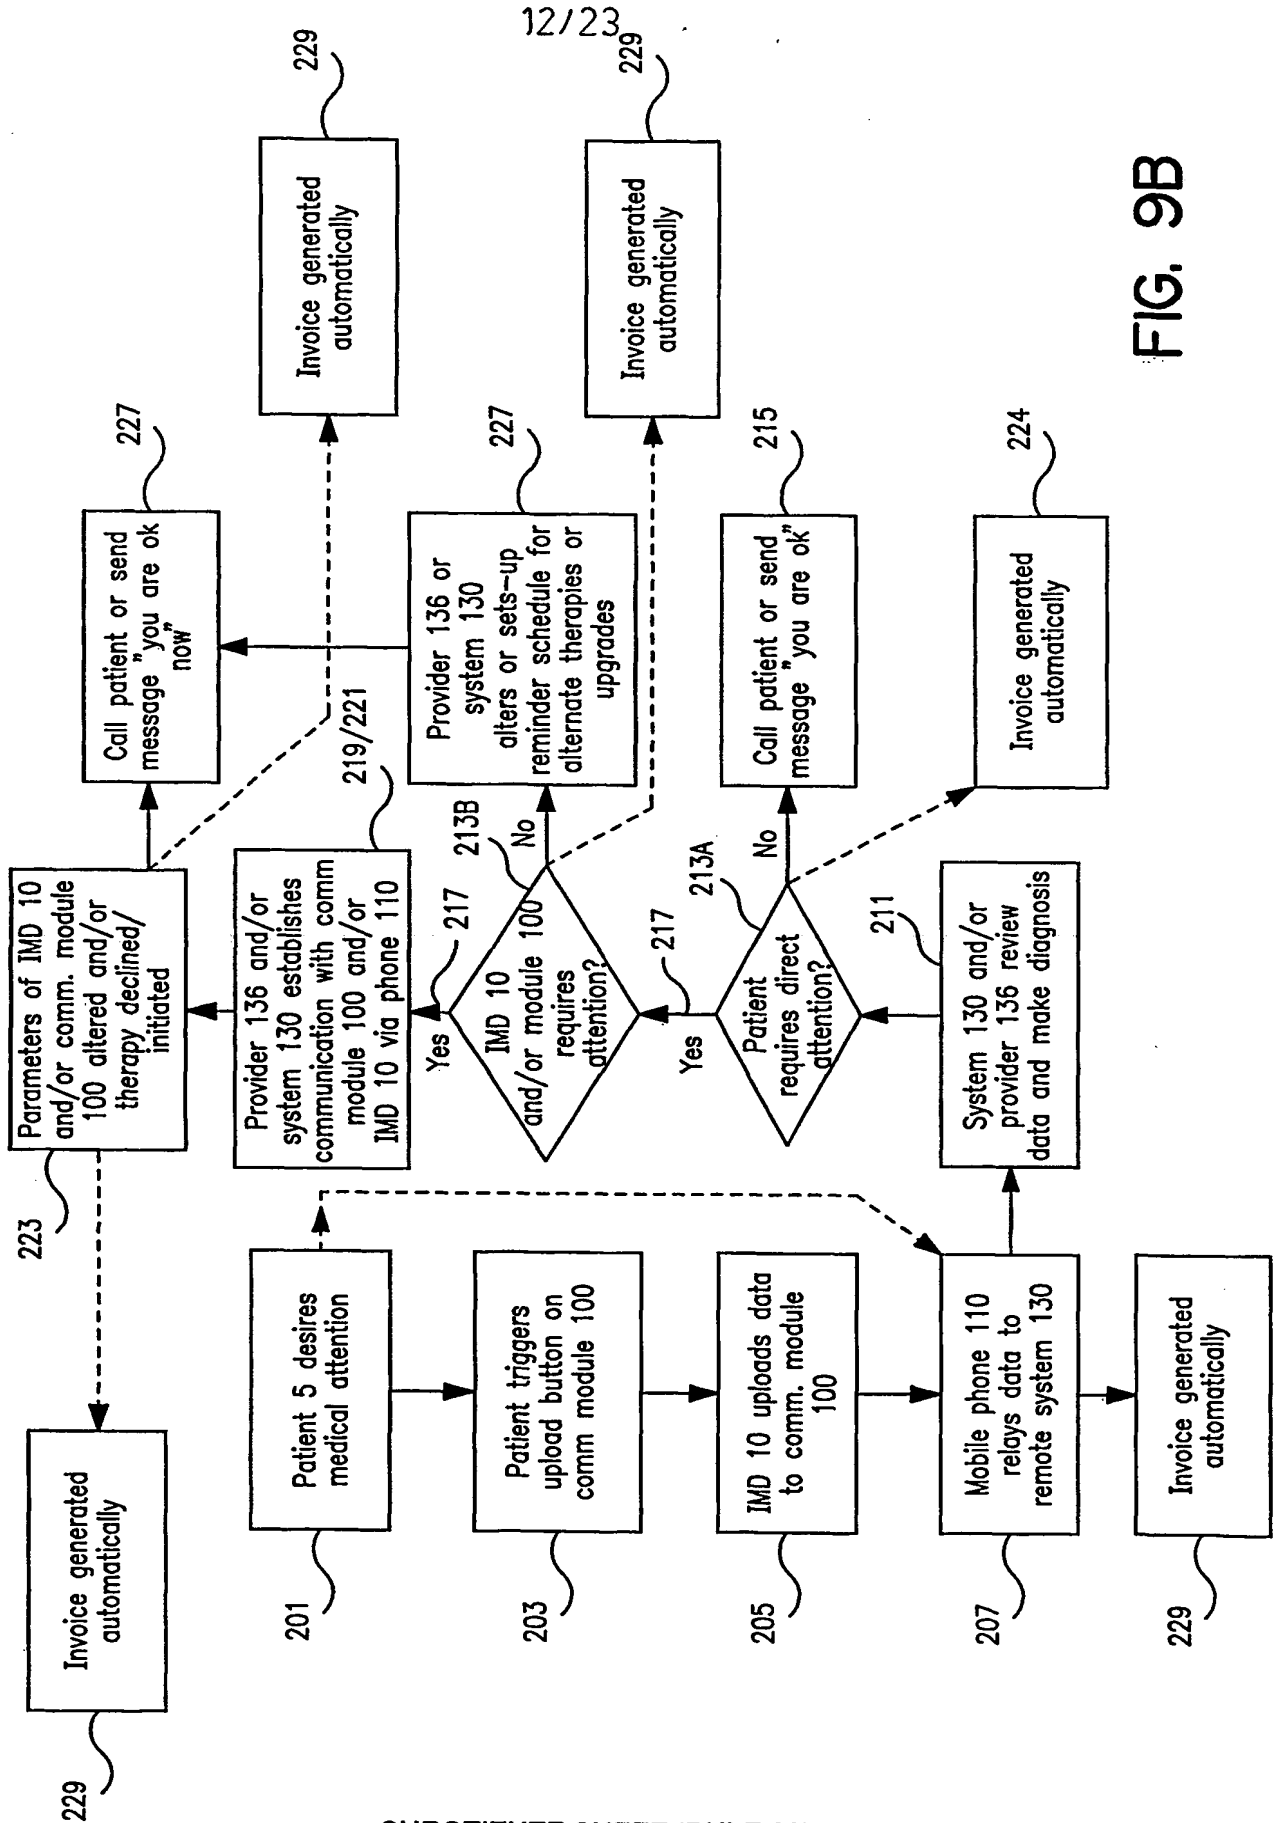 12/23
229
Invoice generated
automatically
223
Parameters of IMD 10
and/or comm. module
100 altered and/or
therapy declined/
initiated
227
Call patient or send
message "you are ok
now"
229
Invoice generated
automatically
201
Patient 5 desires
medical attention
219/221
Provider 136 and/or
system 130 establishes
communication with comm
module 100 and/or
IMD 10 via phone 110
217
Yes
203
Patient triggers
upload button on
comm module 100
213B
IMD 10
and/or module 100
requires
attention?
No
227
Provider 136 or
system 130
alters or sets-up
reminder schedule for
alternate therapies or
upgrades
229
Invoice generated
automatically
217
Yes
205
IMD 10 uploads data
to comm. module
100
213A
Patient
requires direct
attention?
No
215
Call patient or send
message "you are ok"
207
Mobile phone 110
relays data to
remote system 130
211
System 130 and/or
provider 136 review
data and make diagnosis
224
Invoice generated
automatically
229
Invoice generated
automatically
FIG. 9B